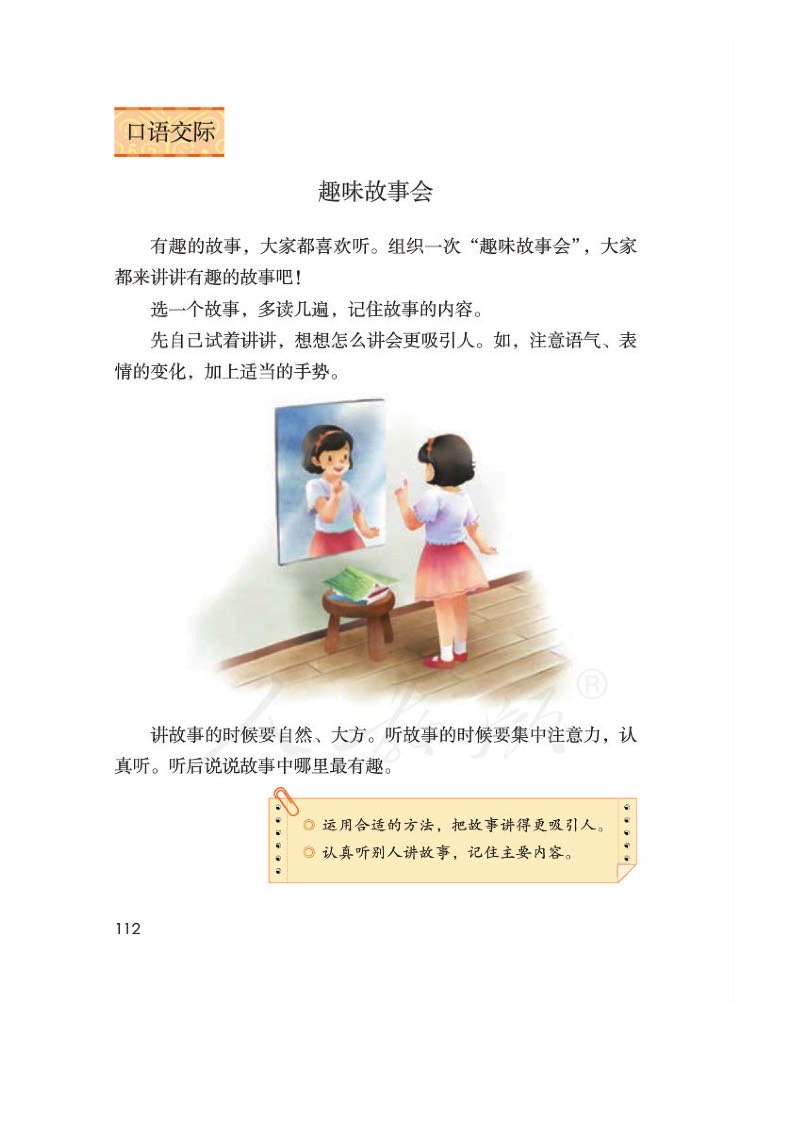 口语交际
趣味故事会
有趣的故事，大家都喜欢听。组织一次“趣味故事会”，大家
都来讲讲有趣的故事吧！
选一个故事，多读几遍，记住故事的内容。
先自己试着讲讲，想想怎么讲会更吸引人。如，注意语气、表
情的变化，加上适当的手势。
人教领®
讲故事的时候要自然、大方。听故事的时候要集中注意力，认
真听。听后说说故事中哪里最有趣。
◎ 运用合适的方法，把故事讲得更吸引人。
◎ 认真听别人讲故事，记住主要内容。
112